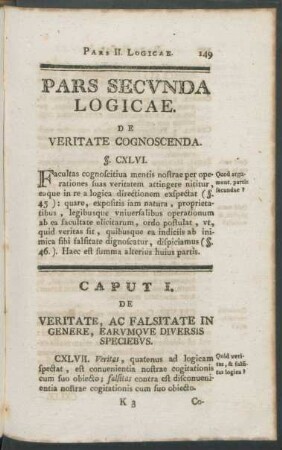 PARS II. LOGICAE. 149
PARS SECVNDA
LOGICAE.
DE
VERITATE COGNOSCENDA.
§. CXLVI.
Facultas cognoscitiua mentis nostrae per ope-
rationes suas veritatem attingere nititur,
eoque in re a logica directionem exspectat (§.
45): quare, expositis iam natura, proprieta-
tibus, legibusque vniuersalibus operationum
ab ea facultate elicitarum, ordo postulat, vt,
quid veritas sit, quibusque ea indiciis ab ini-
mica sibi falsitate dignoscatur, dispiciamus (§.
46.). Haec est summa alterius huius partis.
Quod argu-
ment. partis
secundae?
CAPUT I.
DE
VERITATE, AC FALSITATE IN
GENERE, EARVMQVE DIVERSIS
SPECIEBVS.
CXLVII. Veritas, quatenus ad logicam
spectat, est conuenientia nostrae cogitationis
cum suo obiecto; falsitas contra est disconueni-
entia nostrae cogitationis cum suo obiecto.
Quid veri-
tas, & falsi-
tas logica?
K 3 Co-